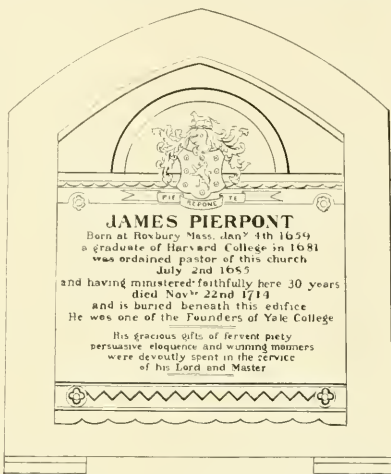 PIE REPONE TE
JAMES PIERPONT
Born at Roxbury Mass. Jany 4th 1659
a graduate of Harvard College in 1681
was ordained pastor of this church
July 2nd 1685
and having ministered faithfully here 30 years
died Novbr 22nd 1714
and is buried beneath this edifice
He was one of the Founders of Yale College
His gracious gifts of fervent piety
persuasive eloquence and winning manners
were devoutly spent in the service
of his Lord and Master